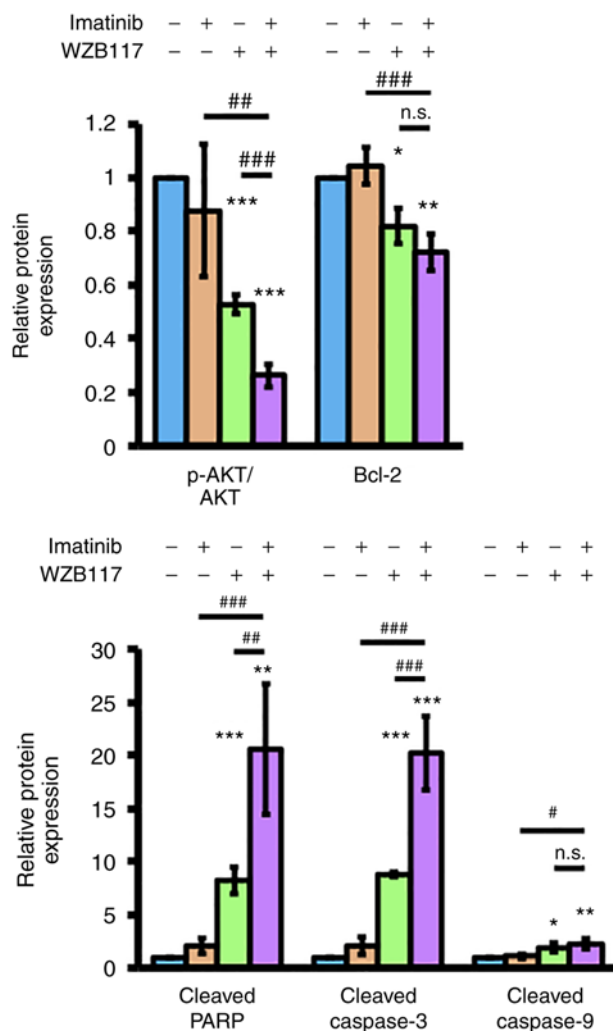 Imatinib – + – + – + – +
WZB117 – – + + – – + +
###
##
n.s.
###
*
***
**
***
1.2
1
0.8
0.6
0.4
0.2
0
Relative protein
expression
p-AKT/
AKT
Bcl-2
Imatinib – + – + – + – + – + – +
WZB117 – – + + – – + + – – + +
###
###
##
###
**
***
***
***
#
n.s.
*
**
30
25
20
15
10
5
0
Relative protein
expression
Cleaved
PARP
Cleaved
caspase-3
Cleaved
caspase-9